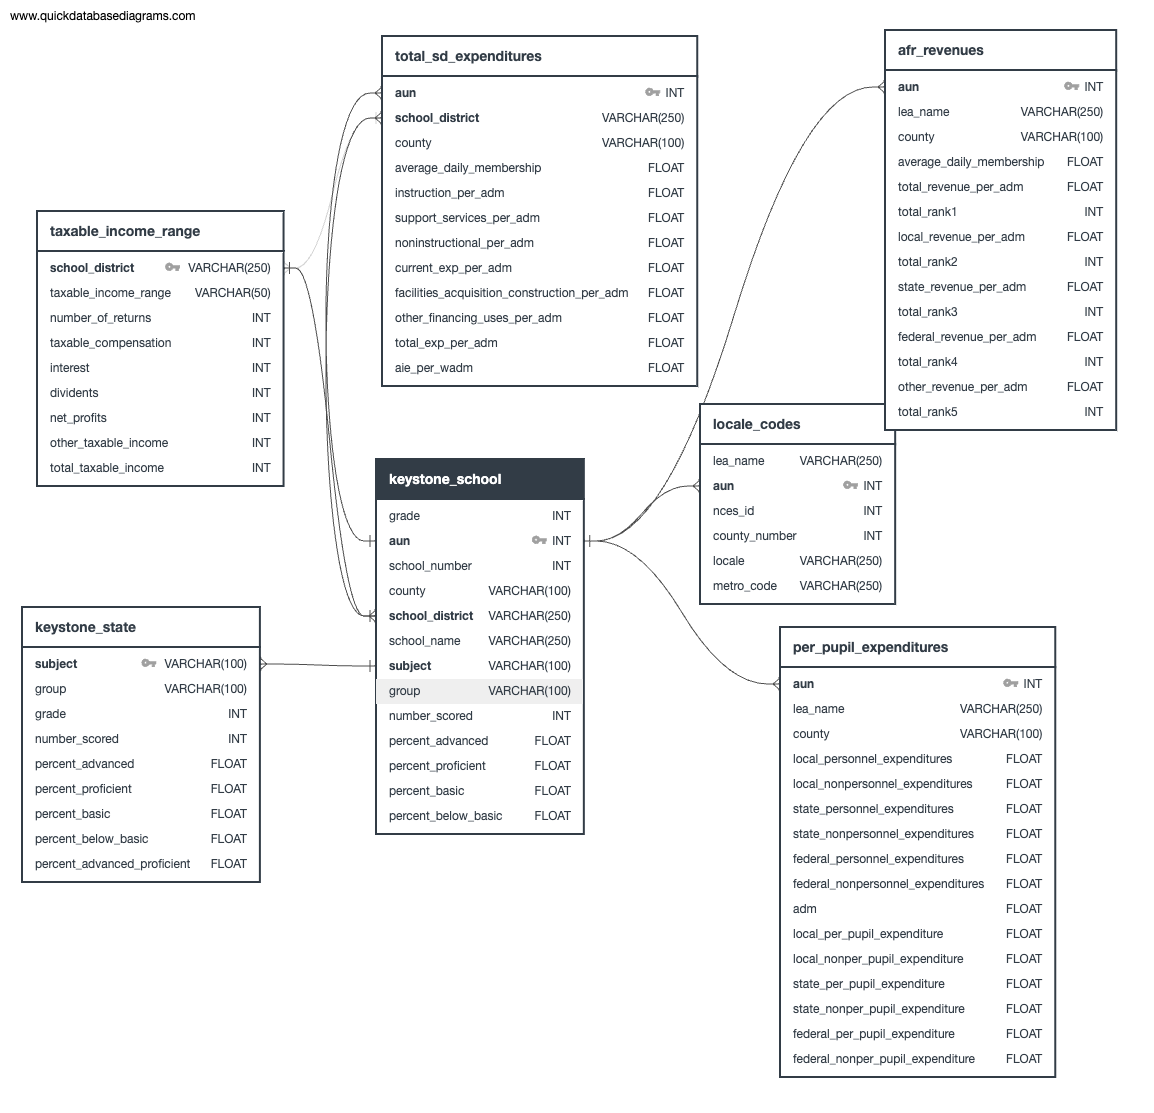 www.quickdatabasediagrams.com
total_sd_expenditures
aun INT
school_district VARCHAR(250)
county VARCHAR(100)
average_daily_membership FLOAT
instruction_per_adm FLOAT
support_services_per_adm FLOAT
noninstructional_per_adm FLOAT
current_exp_per_adm FLOAT
facilities_acquisition_construction_per_adm FLOAT
other_financing_uses_per_adm FLOAT
total_exp_per_adm FLOAT
aie_per_wadm FLOAT
afr_revenues
aun INT
lea_name VARCHAR(250)
county VARCHAR(100)
average_daily_membership FLOAT
total_revenue_per_adm FLOAT
total_rank1 INT
local_revenue_per_adm FLOAT
total_rank2 INT
state_revenue_per_adm FLOAT
total_rank3 INT
federal_revenue_per_adm FLOAT
total_rank4 INT
other_revenue_per_adm FLOAT
total_rank5 INT
taxable_income_range
school_district VARCHAR(250)
taxable_income_range VARCHAR(50)
number_of_returns INT
taxable_compensation INT
interest INT
dividents INT
net_profits INT
other_taxable_income INT
total_taxable_income INT
locale_codes
lea_name VARCHAR(250)
aun INT
nces_id INT
county_number INT
locale VARCHAR(250)
metro_code VARCHAR(250)
keystone_school
grade INT
aun INT
school_number INT
county VARCHAR(100)
school_district VARCHAR(250)
school_name VARCHAR(250)
subject VARCHAR(100)
group VARCHAR(100)
number_scored INT
percent_advanced FLOAT
percent_proficient FLOAT
percent_basic FLOAT
percent_below_basic FLOAT
keystone_state
subject VARCHAR(100)
group VARCHAR(100)
grade INT
number_scored INT
percent_advanced FLOAT
percent_proficient FLOAT
percent_basic FLOAT
percent_below_basic FLOAT
percent_advanced_proficient FLOAT
per_pupil_expenditures
aun INT
lea_name VARCHAR(250)
county VARCHAR(100)
local_personnel_expenditures FLOAT
local_nonpersonnel_expenditures FLOAT
state_personnel_expenditures FLOAT
state_nonpersonnel_expenditures FLOAT
federal_personnel_expenditures FLOAT
federal_nonpersonnel_expenditures FLOAT
adm FLOAT
local_per_pupil_expenditure FLOAT
local_nonper_pupil_expenditure FLOAT
state_per_pupil_expenditure FLOAT
state_nonper_pupil_expenditure FLOAT
federal_per_pupil_expenditure FLOAT
federal_nonper_pupil_expenditure FLOAT